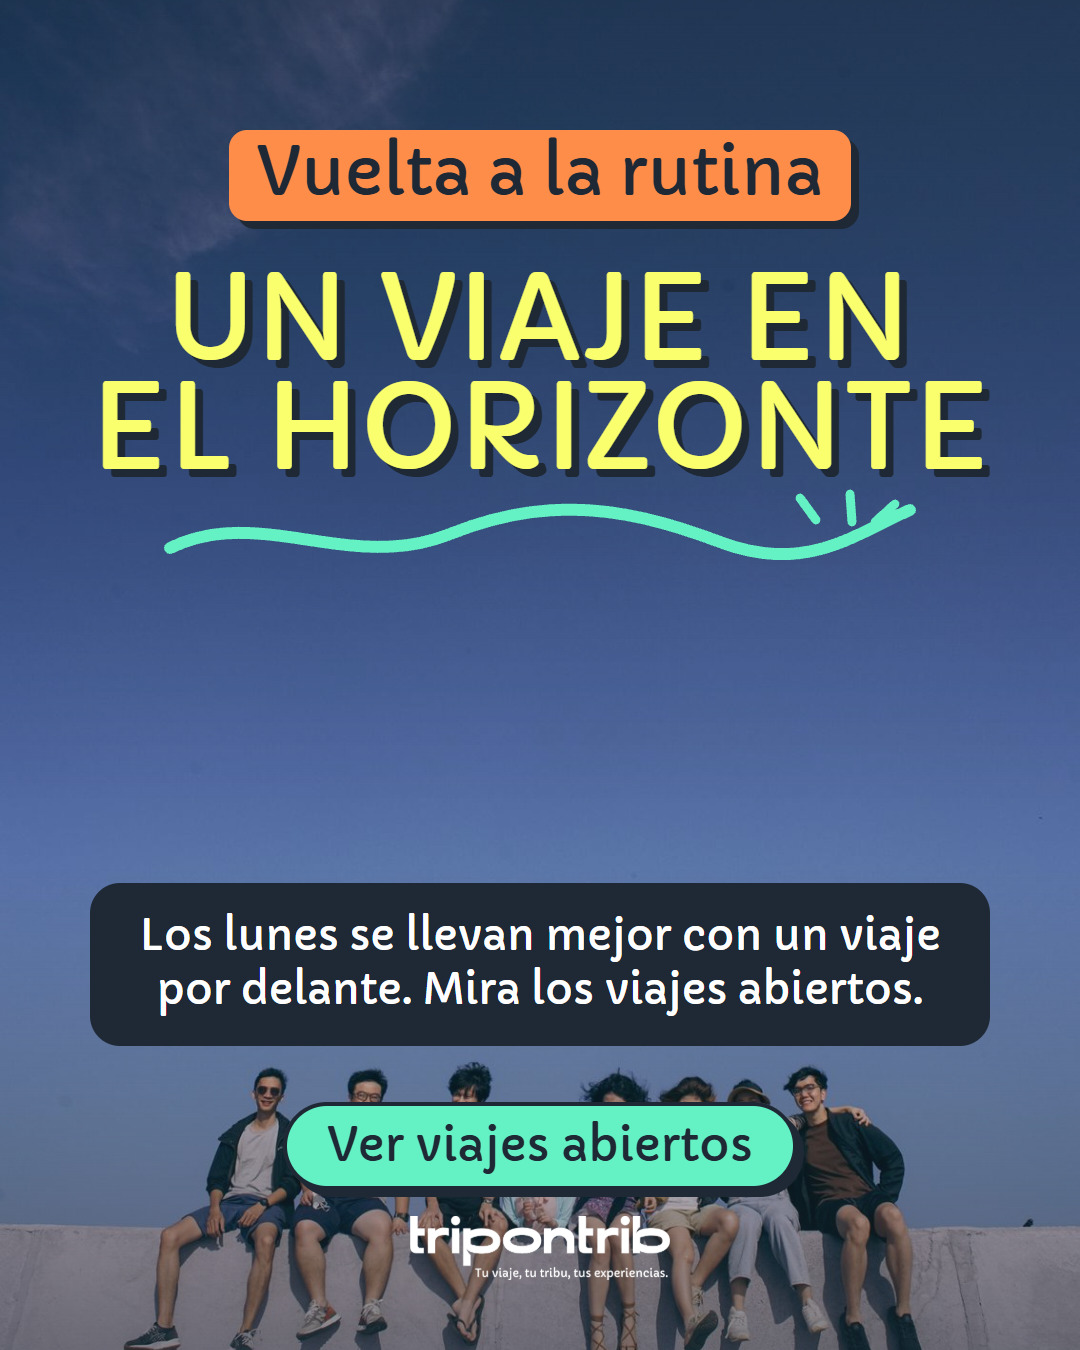 Vuelta a la rutina
UN VIAJE EN
EL HORIZONTE
Los lunes se llevan mejor con un viaje
por delante. Mira los viajes abiertos.
Ver viajes abiertos
tripontrib
Tu viaje, tu tribu, tus experiencias.